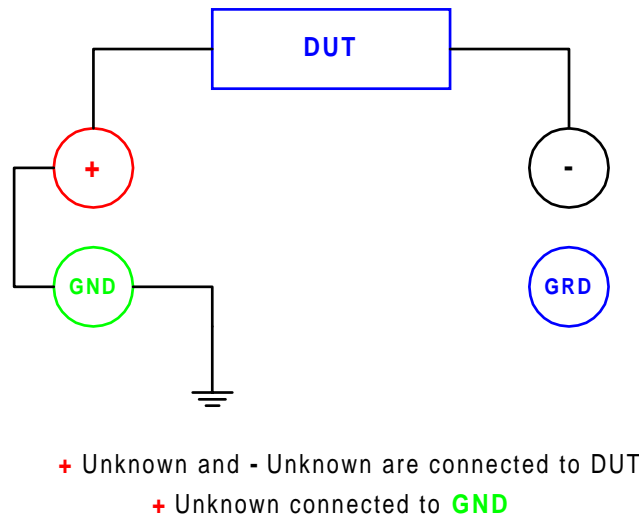 DUT
+ -
GND GRD
+ Unknown and - Unknown are connected to DUT
+ Unknown connected to GND